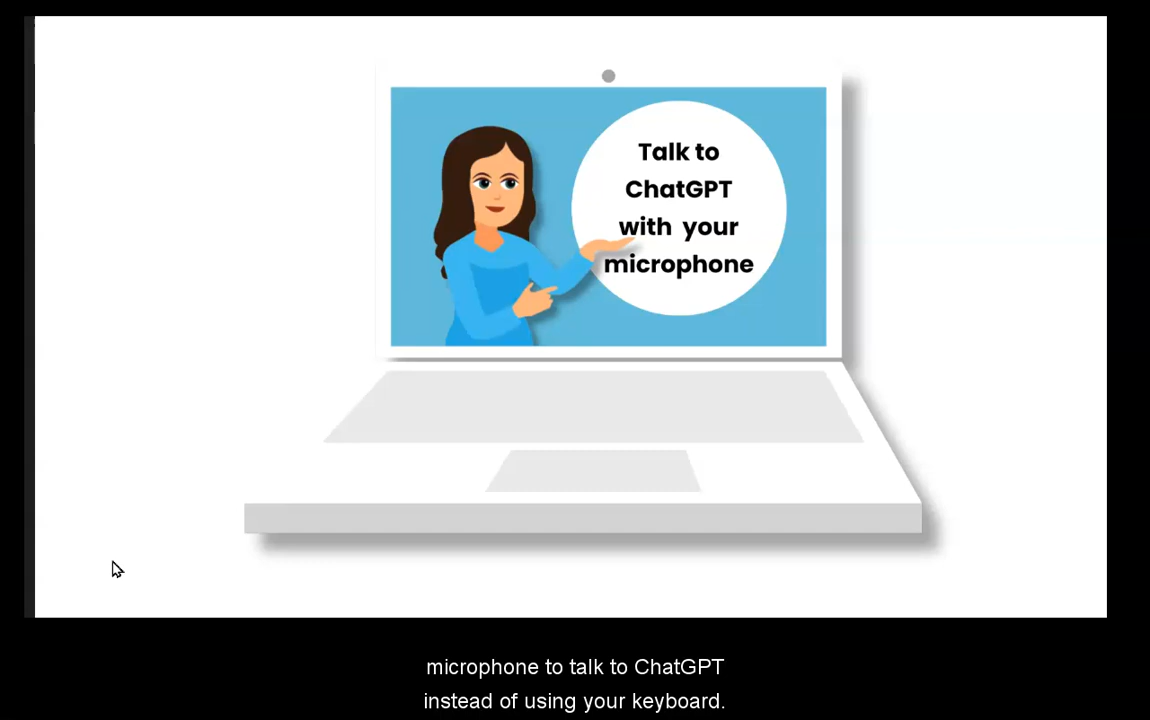 Talk to
ChatGPT
with your
microphone
microphone to talk to ChatGPT
instead of using your keyboard.